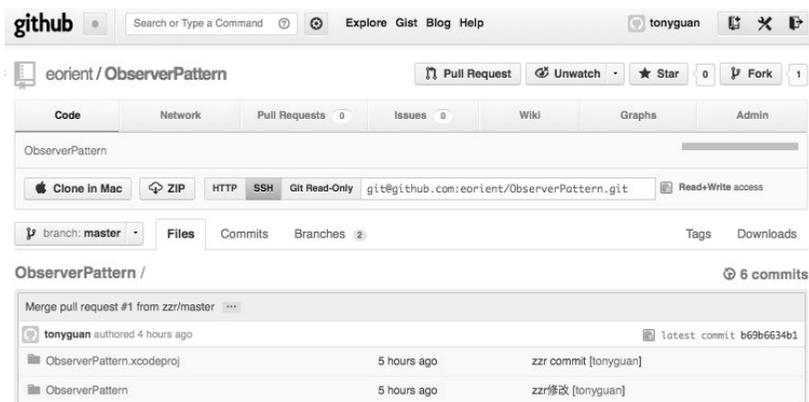 github Search or Type a Command Explore Gist Blog Help tonyguan
eorient / ObserverPattern Pull Request Unwatch Star 0 Fork 1
Code Network Pull Requests 0 Issues 0 Wiki Graphs Admin
ObserverPattern
Clone in Mac ZIP HTTP SSH Git Read-Only git@github.com:eorient/ObserverPattern.git Read+Write access
branch: master Files Commits Branches 2 Tags Downloads
ObserverPattern / 6 commits
Merge pull request #1 from zzr/master ...
tonyguan authored 4 hours ago latest commit b69b6634b1
ObserverPattern.xcodeproj 5 hours ago zzr commit [tonyguan]
ObserverPattern 5 hours ago zzr修改 [tonyguan]